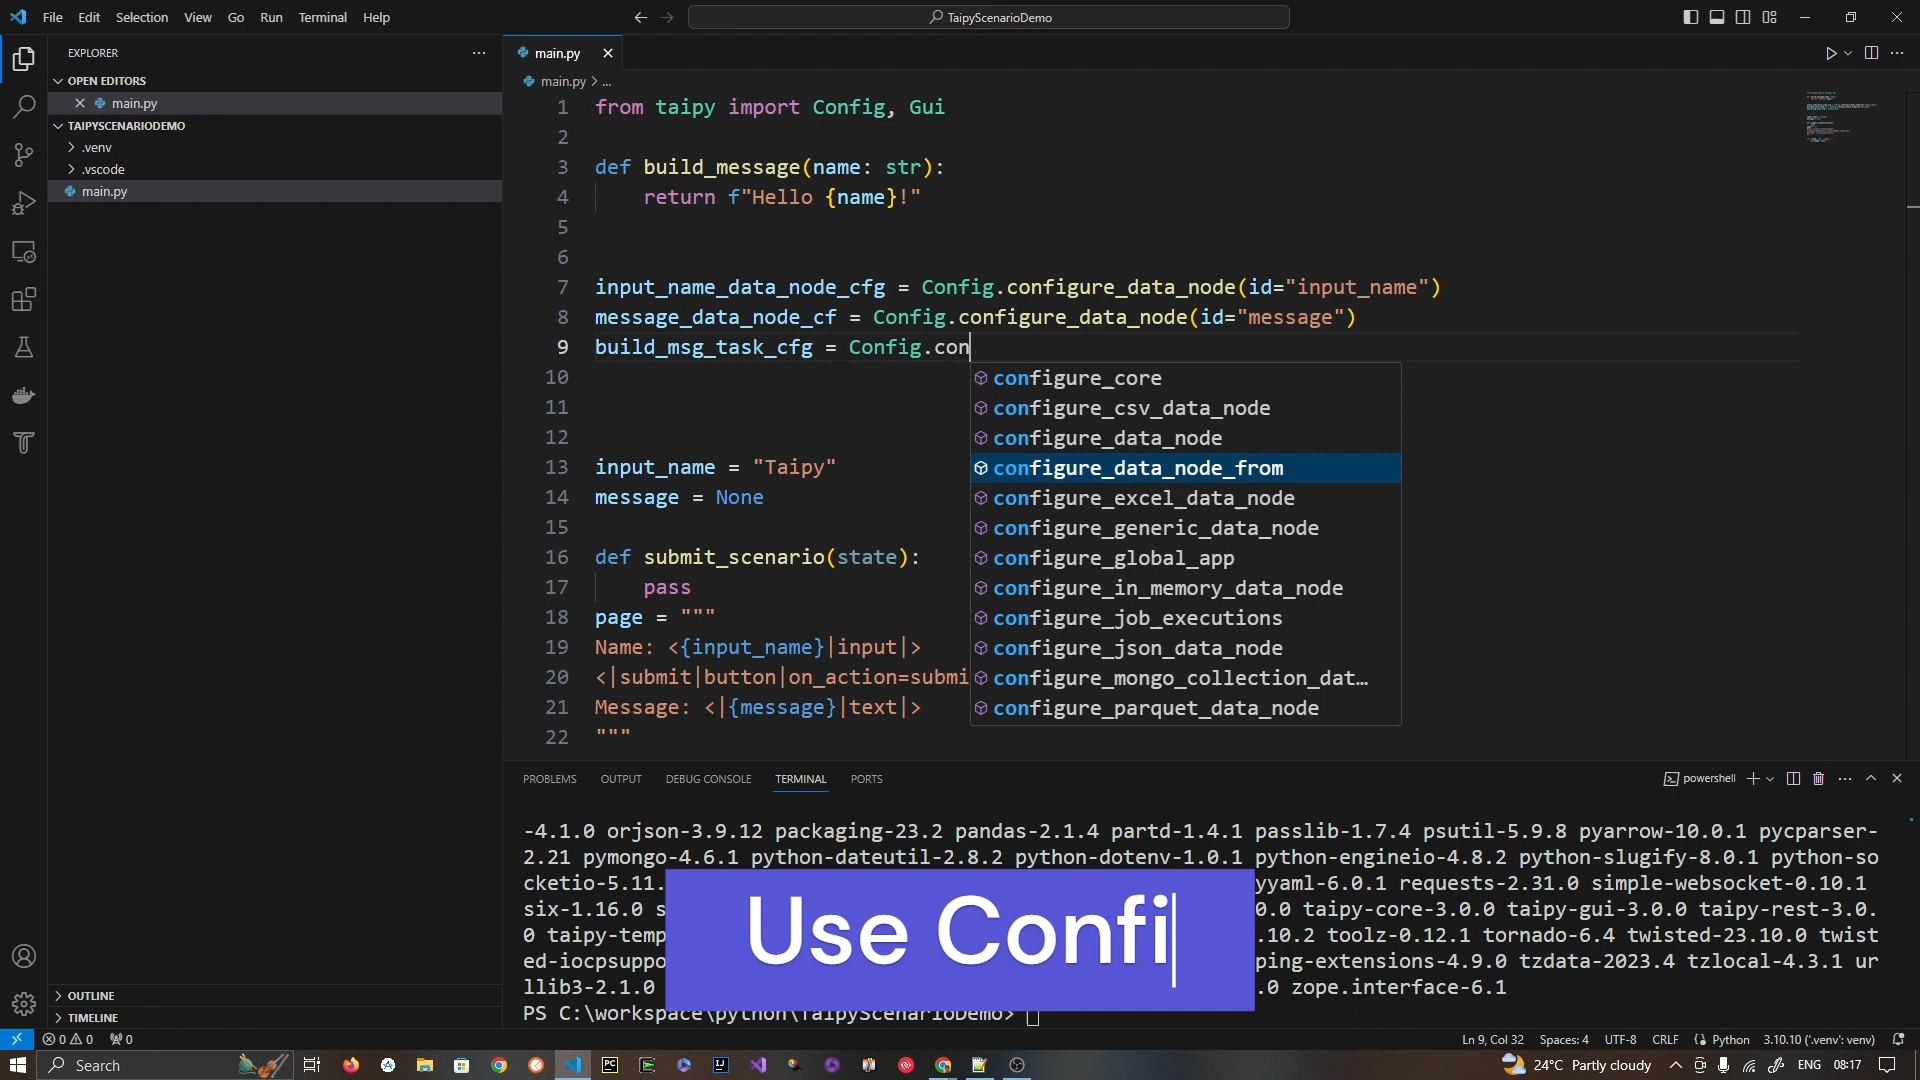 File Edit Selection View Go Run Terminal Help
TaipyScenarioDemo
EXPLORER
OPEN EDITORS
main.py
TAIPYSCENARIODEMO
.venv
.vscode
main.py
OUTLINE
TIMELINE
main.py
main.py > ...
1 from taipy import Config, Gui
2
3 def build_message(name: str):
4 return f"Hello {name}!"
5
6
7 input_name_data_node_cfg = Config.configure_data_node(id="input_name")
8 message_data_node_cf = Config.configure_data_node(id="message")
9 build_msg_task_cfg = Config.con
10
11
12
13 input_name = "Taipy"
14 message = None
15
16 def submit_scenario(state):
17 pass
18 page = """
19 Name: <{input_name}|input|>
20 <|submit|button|on_action=submi
21 Message: <|{message}|text|>
22 """
configure_core
configure_csv_data_node
configure_data_node
configure_data_node_from
configure_excel_data_node
configure_generic_data_node
configure_global_app
configure_in_memory_data_node
configure_job_executions
configure_json_data_node
configure_mongo_collection_dat…
configure_parquet_data_node
PROBLEMS OUTPUT DEBUG CONSOLE TERMINAL PORTS
powershell
-4.1.0 orjson-3.9.12 packaging-23.2 pandas-2.1.4 partd-1.4.1 passlib-1.7.4 psutil-5.9.8 pyarrow-10.0.1 pycparser-
2.21 pymongo-4.6.1 python-dateutil-2.8.2 python-dotenv-1.0.1 python-engineio-4.8.2 python-slugify-8.0.1 python-so
cketio-5.11. yyaml-6.0.1 requests-2.31.0 simple-websocket-0.10.1
six-1.16.0 s 0.0 taipy-core-3.0.0 taipy-gui-3.0.0 taipy-rest-3.0.
0 taipy-temp .10.2 toolz-0.12.1 tornado-6.4 twisted-23.10.0 twist
ed-iocpsuppo ping-extensions-4.9.0 tzdata-2023.4 tzlocal-4.3.1 ur
llib3-2.1.0 .0 zope.interface-6.1
PS C:\workspace\python\TaipyScenarioDemo>
Use Confi
0 0 0 Ln 9, Col 32 Spaces: 4 UTF-8 CRLF Python 3.10.10 ('.venv': venv)
Search 24°C Partly cloudy ENG 08:17